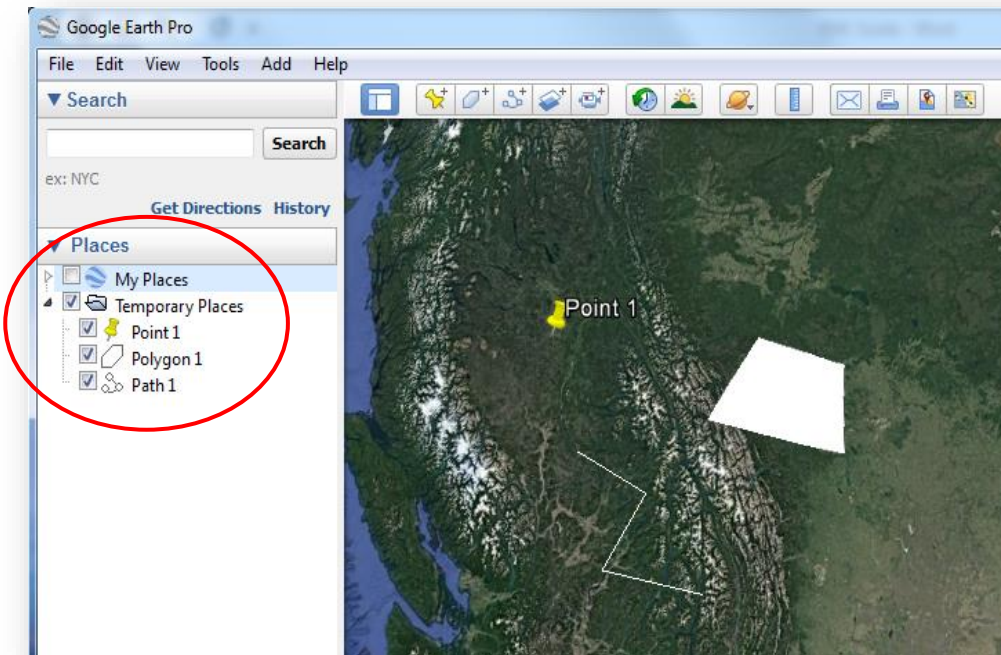 Google Earth Pro
File Edit View Tools Add Help
Search
Search
ex: NYC
Get Directions History
Places
My Places
Temporary Places
Point 1
Polygon 1
Path 1
Point 1